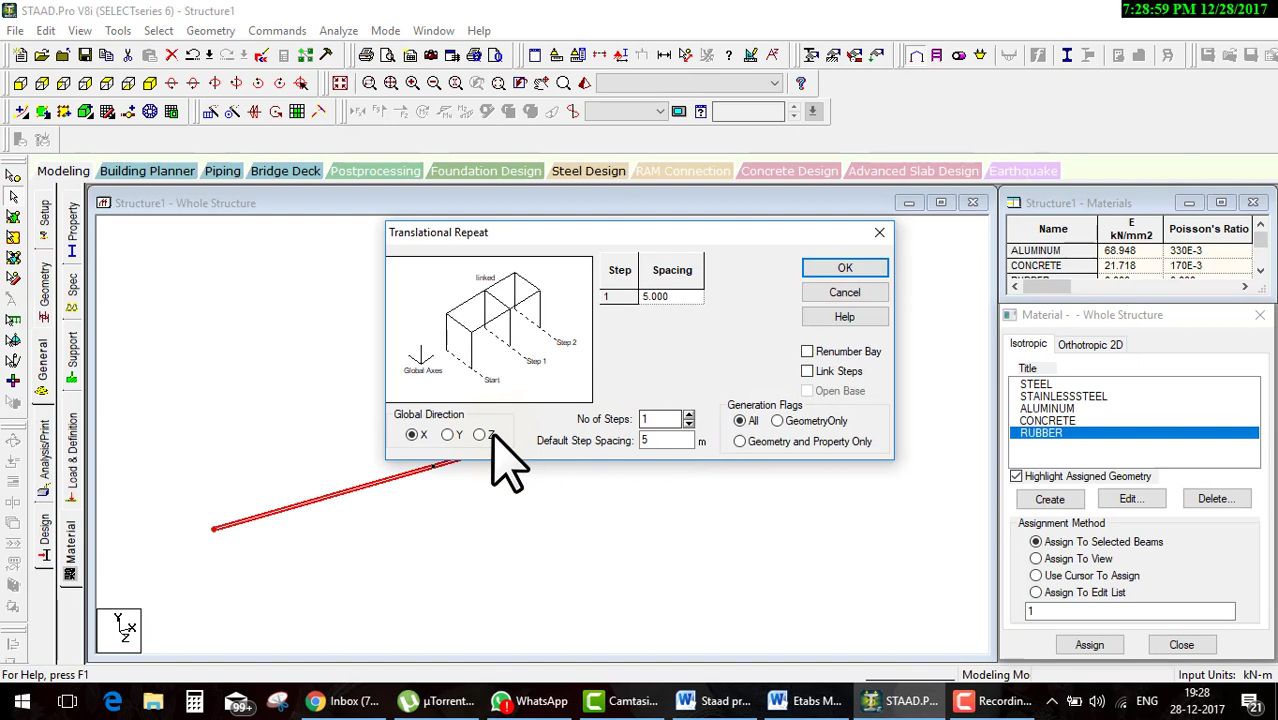 STAAD.Pro V8i (SELECTseries 6) - Structure1
7:28:59 PM 12/28/2017
File Edit View Tools Select Geometry Commands Analyze Mode Window Help
Modeling Building Planner Piping Bridge Deck Postprocessing Foundation Design Steel Design RAM Connection Concrete Design Advanced Slab Design Earthquake
Structure1 - Whole Structure
Structure1 - Materials
Name E kN/mm2 Poisson's Ratio
ALUMINUM 68.948 330E-3
CONCRETE 21.718 170E-3
Setup
Geometry
General
Analysis/Print
Design
Property
Spec
Support
Load & Definition
Material
Translational Repeat
linked
Step 2
Step 1
Start
Global Axes
Step Spacing
1 5.000
OK
Cancel
Help
Renumber Bay
Link Steps
Open Base
Generation Flags
All GeometryOnly
Geometry and Property Only
Global Direction
X Y Z
No of Steps: 1
Default Step Spacing: 5 m
Material - - Whole Structure
Isotropic Orthotropic 2D
Title
STEEL
STAINLESSSTEEL
ALUMINUM
CONCRETE
RUBBER
Highlight Assigned Geometry
Create Edit... Delete...
Assignment Method
Assign To Selected Beams
Assign To View
Use Cursor To Assign
Assign To Edit List
1
Assign Close
Y
X
Z
For Help, press F1
Modeling Mo
Input Units: kN-m
99+ Inbox (7... µTorrent... WhatsApp Camtasi... Staad pr... Etabs M... STAAD.P... Recordin...
ENG
19:28
28-12-2017
21